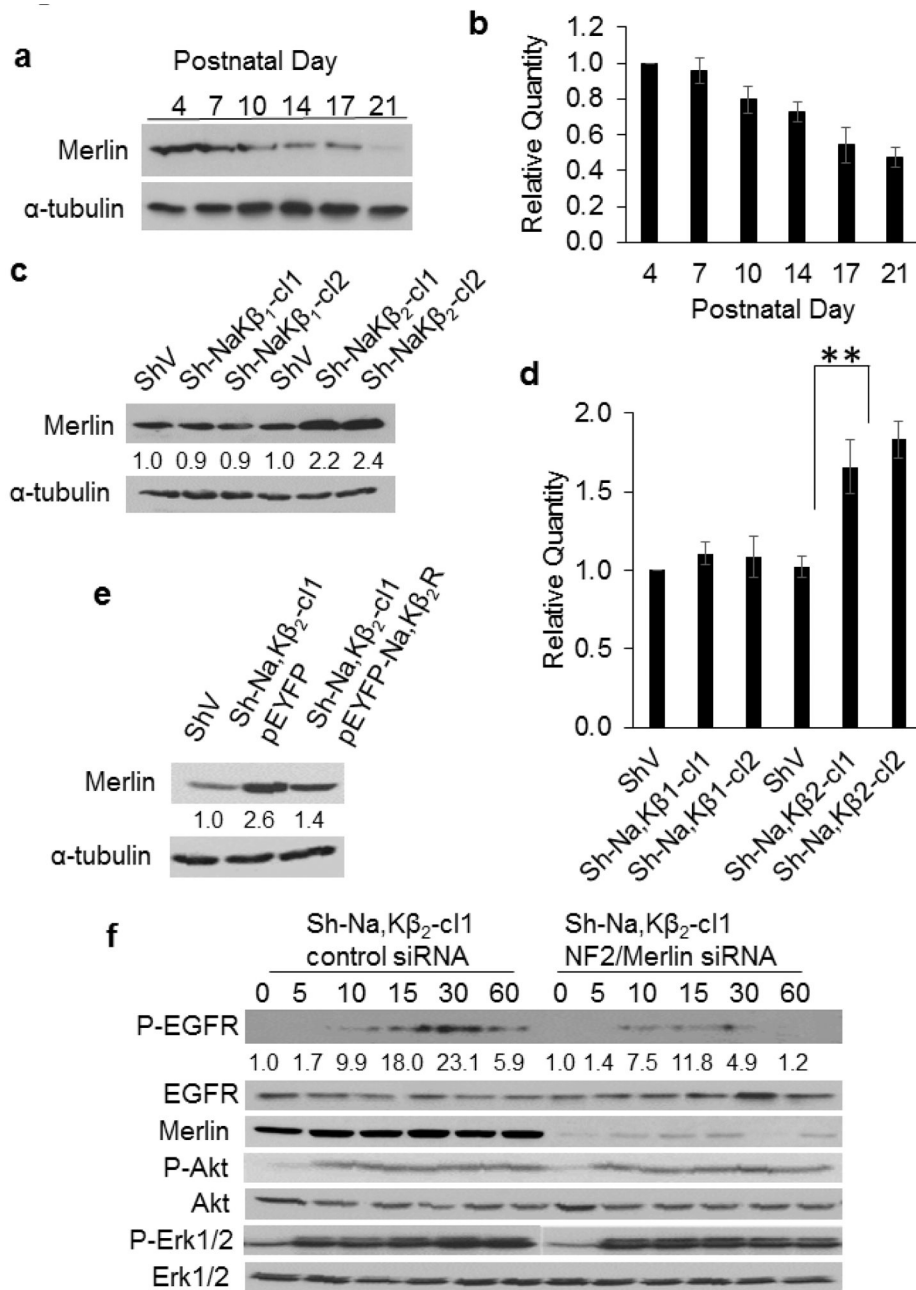 a
Postnatal Day
4 7 10 14 17 21
Merlin
α-tubulin
b
Relative Quantity
1.2
1.0
0.8
0.6
0.4
0.2
0.0
4 7 10 14 17 21
Postnatal Day
c
ShV
Sh-NaKβ₁-cl1
Sh-NaKβ₁-cl2
ShV
Sh-NaKβ₂-cl1
Sh-NaKβ₂-cl2
Merlin
1.0 0.9 0.9 1.0 2.2 2.4
α-tubulin
d
**
Relative Quantity
2.0
1.5
1.0
0.5
0.0
ShV
Sh-Na,Kβ1-cl1
Sh-Na,Kβ1-cl2
ShV
Sh-Na,Kβ2-cl1
Sh-Na,Kβ2-cl2
e
ShV
Sh-Na,Kβ₂-cl1
pEYFP
Sh-Na,Kβ₂-cl1
pEYFP-Na,Kβ₂R
Merlin
1.0 2.6 1.4
α-tubulin
f
Sh-Na,Kβ₂-cl1
control siRNA
Sh-Na,Kβ₂-cl1
NF2/Merlin siRNA
0 5 10 15 30 60 0 5 10 15 30 60
P-EGFR
1.0 1.7 9.9 18.0 23.1 5.9 1.0 1.4 7.5 11.8 4.9 1.2
EGFR
Merlin
P-Akt
Akt
P-Erk1/2
Erk1/2